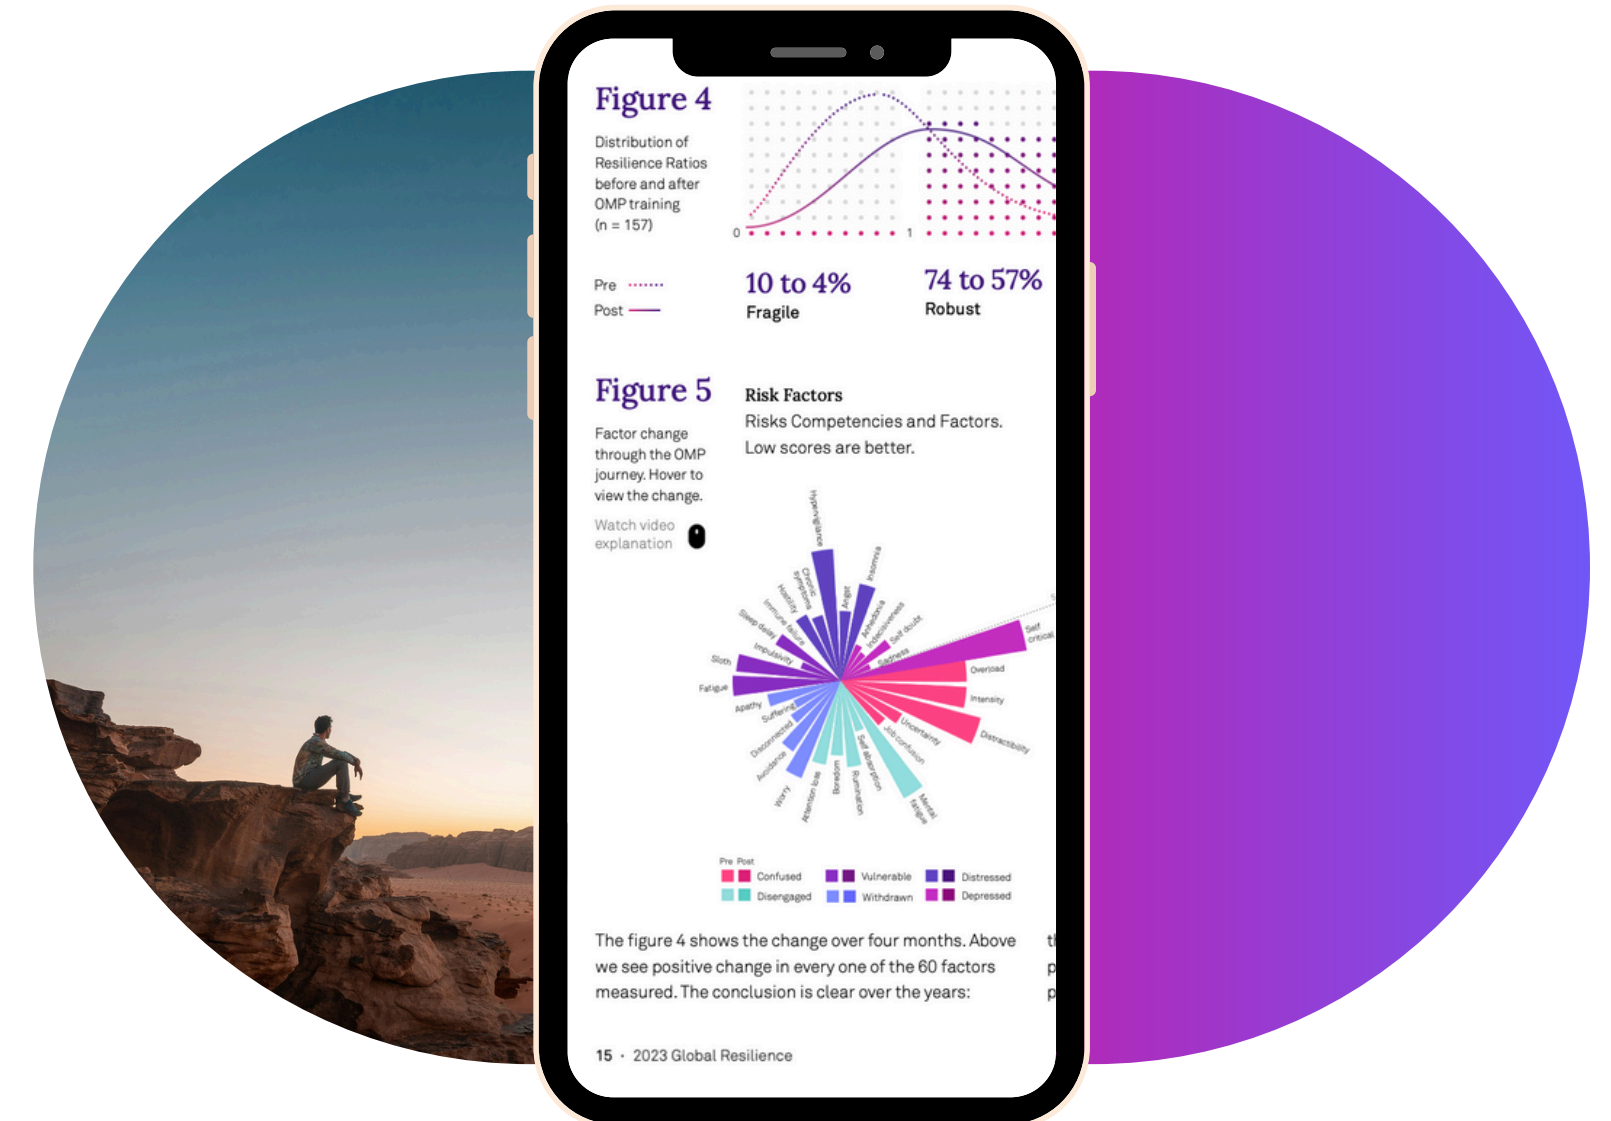 Figure 4
Distribution of
Resilience Ratios
before and after
OMP training
(n = 157)
0
1
Pre
Post
10 to 4%
Fragile
74 to 57%
Robust
Figure 5
Factor change
through the OMP
journey. Hover to
view the change.
Watch video
explanation
Risk Factors
Risks Competencies and Factors.
Low scores are better.
Hypervigilance
Insomnia
Angst
Chronic
symptoms
Hostility
Immune failure
Sleep delay
Impulsivity
Sloth
Fatigue
Apathy
Suffering
Disconnected
Avoidance
Worry
Attention loss
Boredom
Rumination
Self absorption
Mental
fatigue
Job confusion
Uncertainty
Distractibility
Intensity
Overload
Self
critical
Sadness
Self doubt
Indecisiveness
Anhedonia
Pre Post
Confused
Vulnerable
Distressed
Disengaged
Withdrawn
Depressed
The figure 4 shows the change over four months. Above
we see positive change in every one of the 60 factors
measured. The conclusion is clear over the years:
15 · 2023 Global Resilience